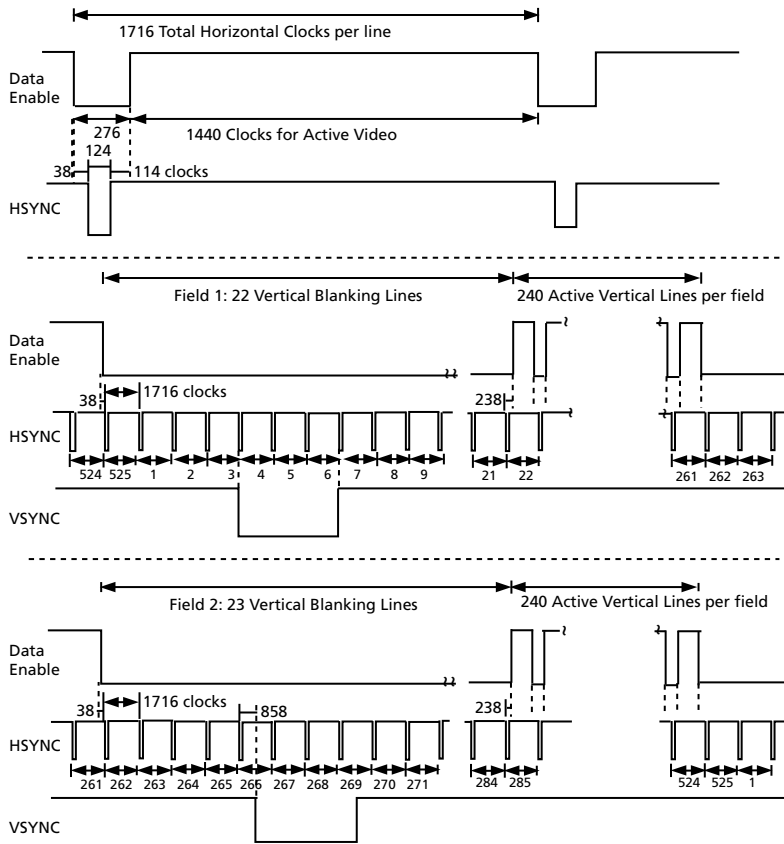 1716 Total Horizontal Clocks per line
Data
Enable
276
1440 Clocks for Active Video
124
38
114 clocks
HSYNC
Field 1: 22 Vertical Blanking Lines
240 Active Vertical Lines per field
Data
Enable
38
1716 clocks
238
HSYNC
524 525 1 2 3 4 5 6 7 8 9 21 22 261 262 263
VSYNC
Field 2: 23 Vertical Blanking Lines
240 Active Vertical Lines per field
Data
Enable
38
1716 clocks
858
238
HSYNC
261 262 263 264 265 266 267 268 269 270 271 284 285 524 525 1
VSYNC